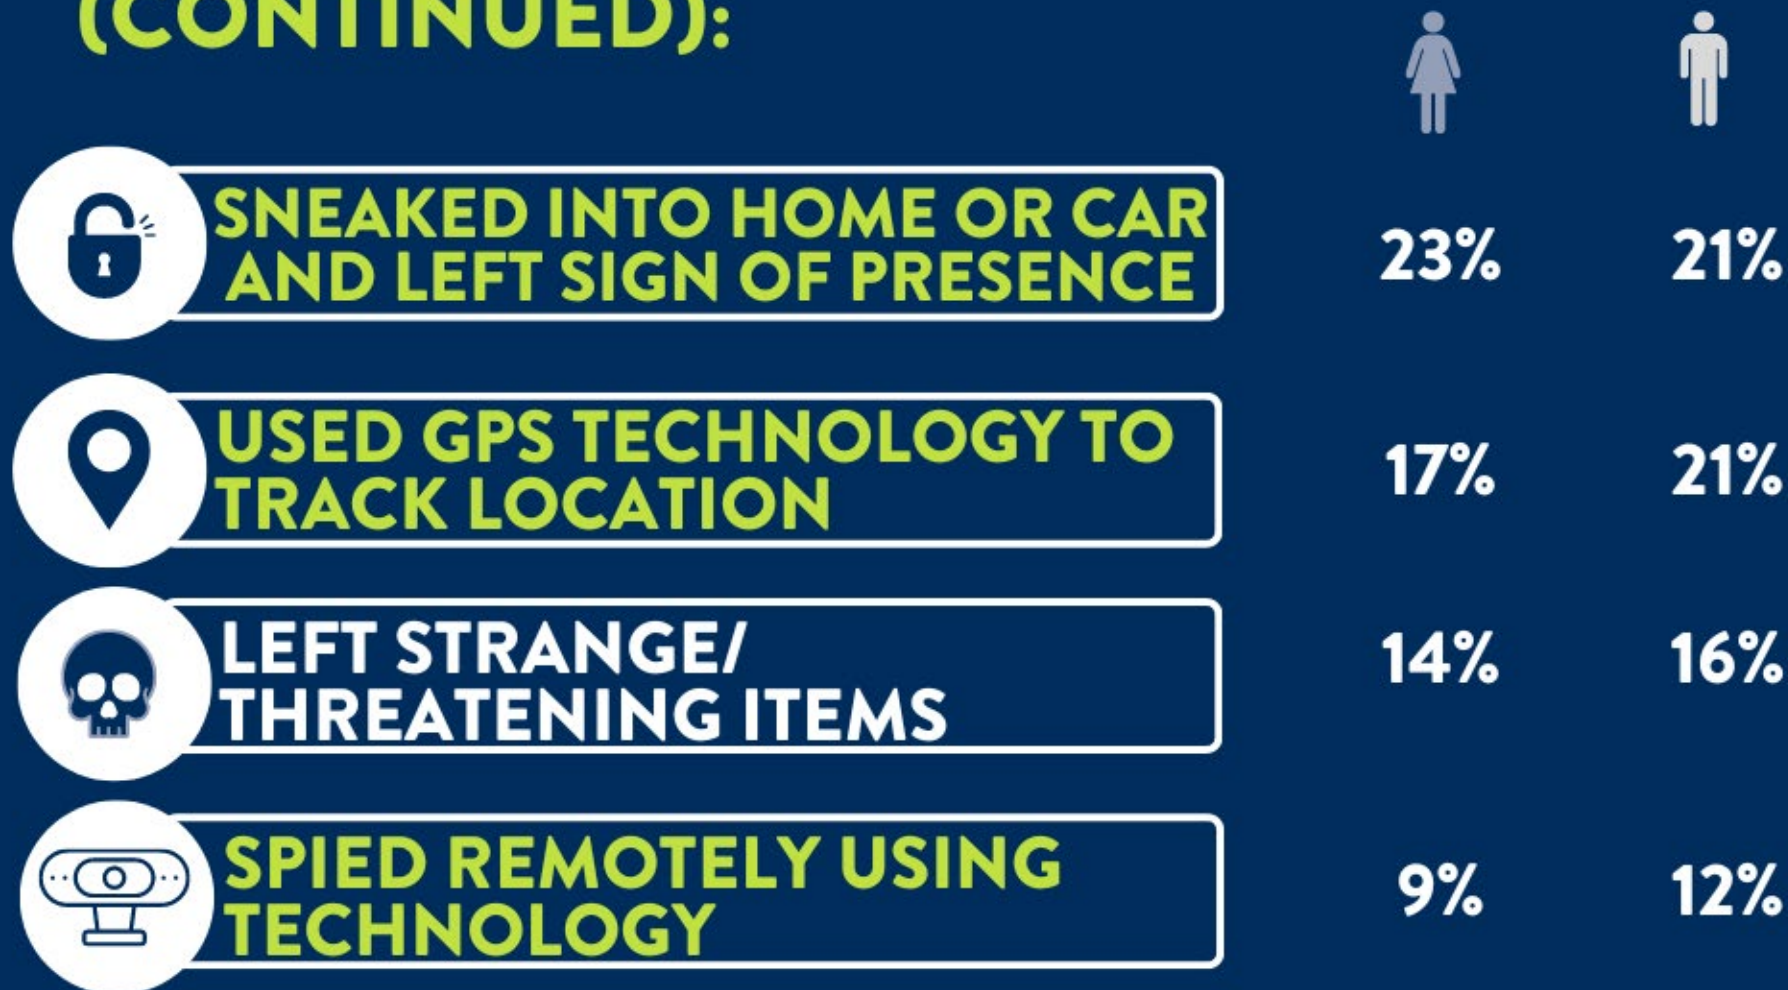 (CONTINUED):
SNEAKED INTO HOME OR CAR
AND LEFT SIGN OF PRESENCE
23% 21%
USED GPS TECHNOLOGY TO
TRACK LOCATION
17% 21%
LEFT STRANGE/
THREATENING ITEMS
14% 16%
SPIED REMOTELY USING
TECHNOLOGY
9% 12%